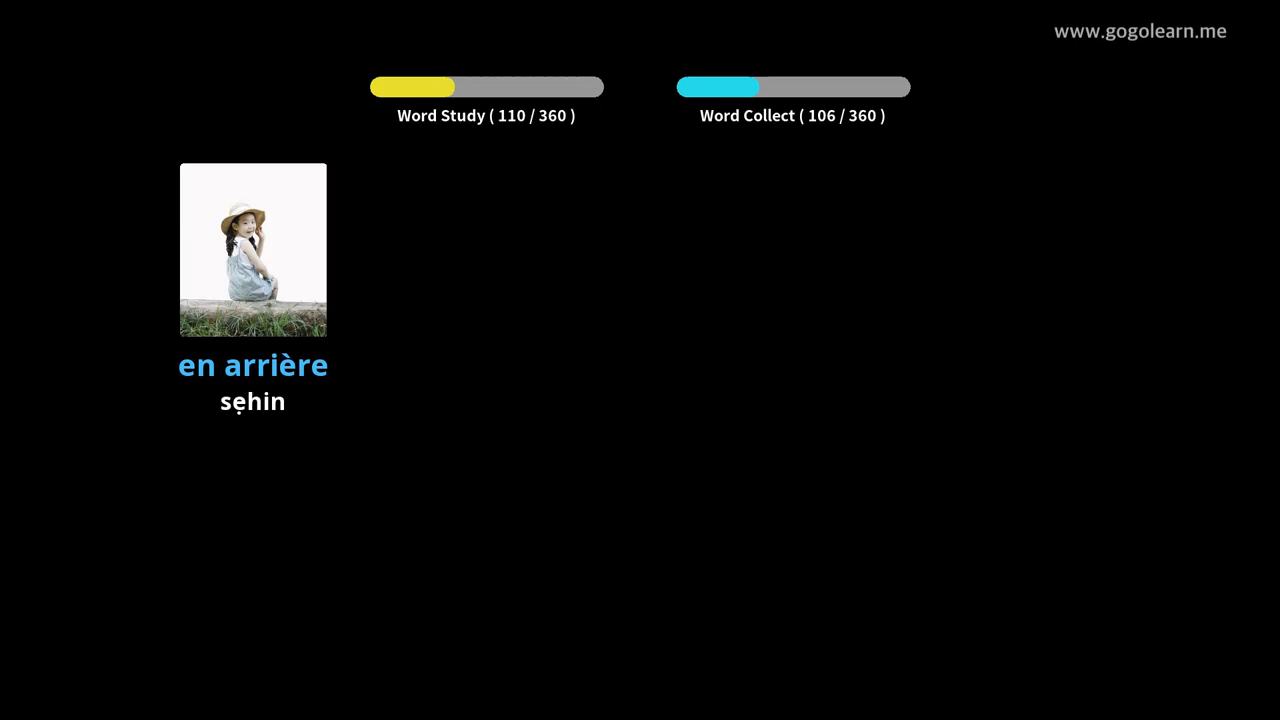 www.gogolearn.me
Word Study ( 110 / 360 )
Word Collect ( 106 / 360 )
en arrière
sẹhin